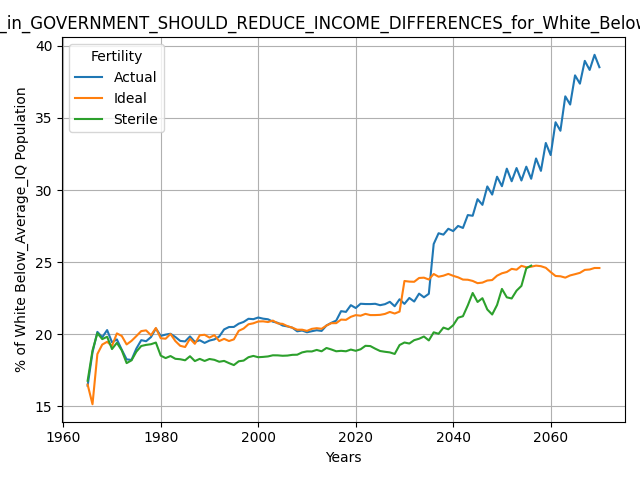 _in_GOVERNMENT_SHOULD_REDUCE_INCOME_DIFFERENCES_for_White_Below
Fertility
Actual
Ideal
Sterile
% of White Below_Average_IQ Population
40
35
30
25
20
15
1960 1980 2000 2020 2040 2060
Years